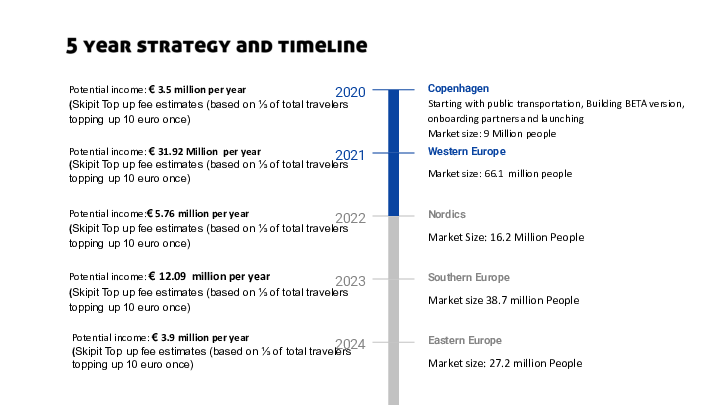 5 Year Strategy and Timeline
Potential income: € 3.5 million per year
(Skipit Top up fee estimates (based on ⅓ of total travelers
topping up 10 euro once)
2020
Copenhagen
Starting with public transportation, Building BETA version,
onboarding partners and launching
Market size: 9 Million people
Potential income: € 31.92 Million per year
(Skipit Top up fee estimates (based on ⅓ of total travelers
topping up 10 euro once)
2021
Western Europe
Market size: 66.1 million people
Potential income:€ 5.76 million per year
(Skipit Top up fee estimates (based on ⅓ of total travelers
topping up 10 euro once)
2022
Nordics
Market Size: 16.2 Million People
Potential income: € 12.09 million per year
(Skipit Top up fee estimates (based on ⅓ of total travelers
topping up 10 euro once)
2023
Southern Europe
Market size 38.7 million People
Potential income: € 3.9 million per year
(Skipit Top up fee estimates (based on ⅓ of total travelers
topping up 10 euro once)
2024
Eastern Europe
Market size: 27.2 million People